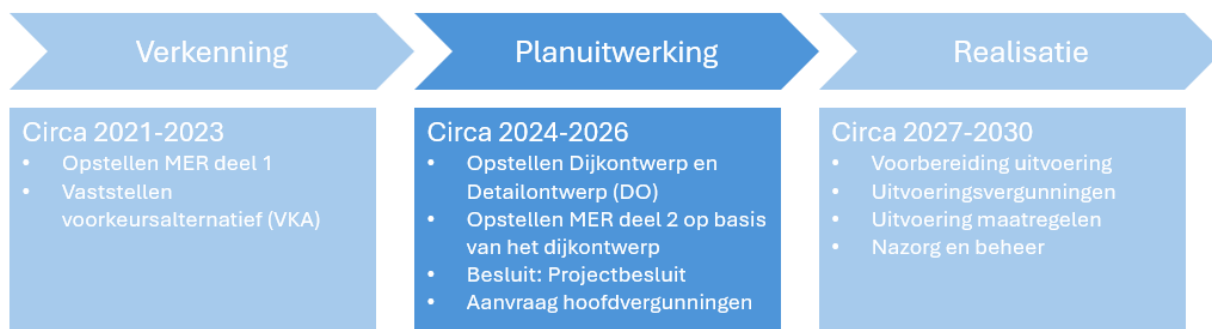 Verkenning
Planuitwerking
Realisatie
Circa 2021-2023
• Opstellen MER deel 1
• Vaststellen
voorkeursalternatief (VKA)
Circa 2024-2026
• Opstellen Dijkontwerp en
Detailontwerp (DO)
• Opstellen MER deel 2 op basis
van het dijkontwerp
• Besluit: Projectbesluit
• Aanvraag hoofdvergunningen
Circa 2027-2030
• Voorbereiding uitvoering
• Uitvoeringsvergunningen
• Uitvoering maatregelen
• Nazorg en beheer